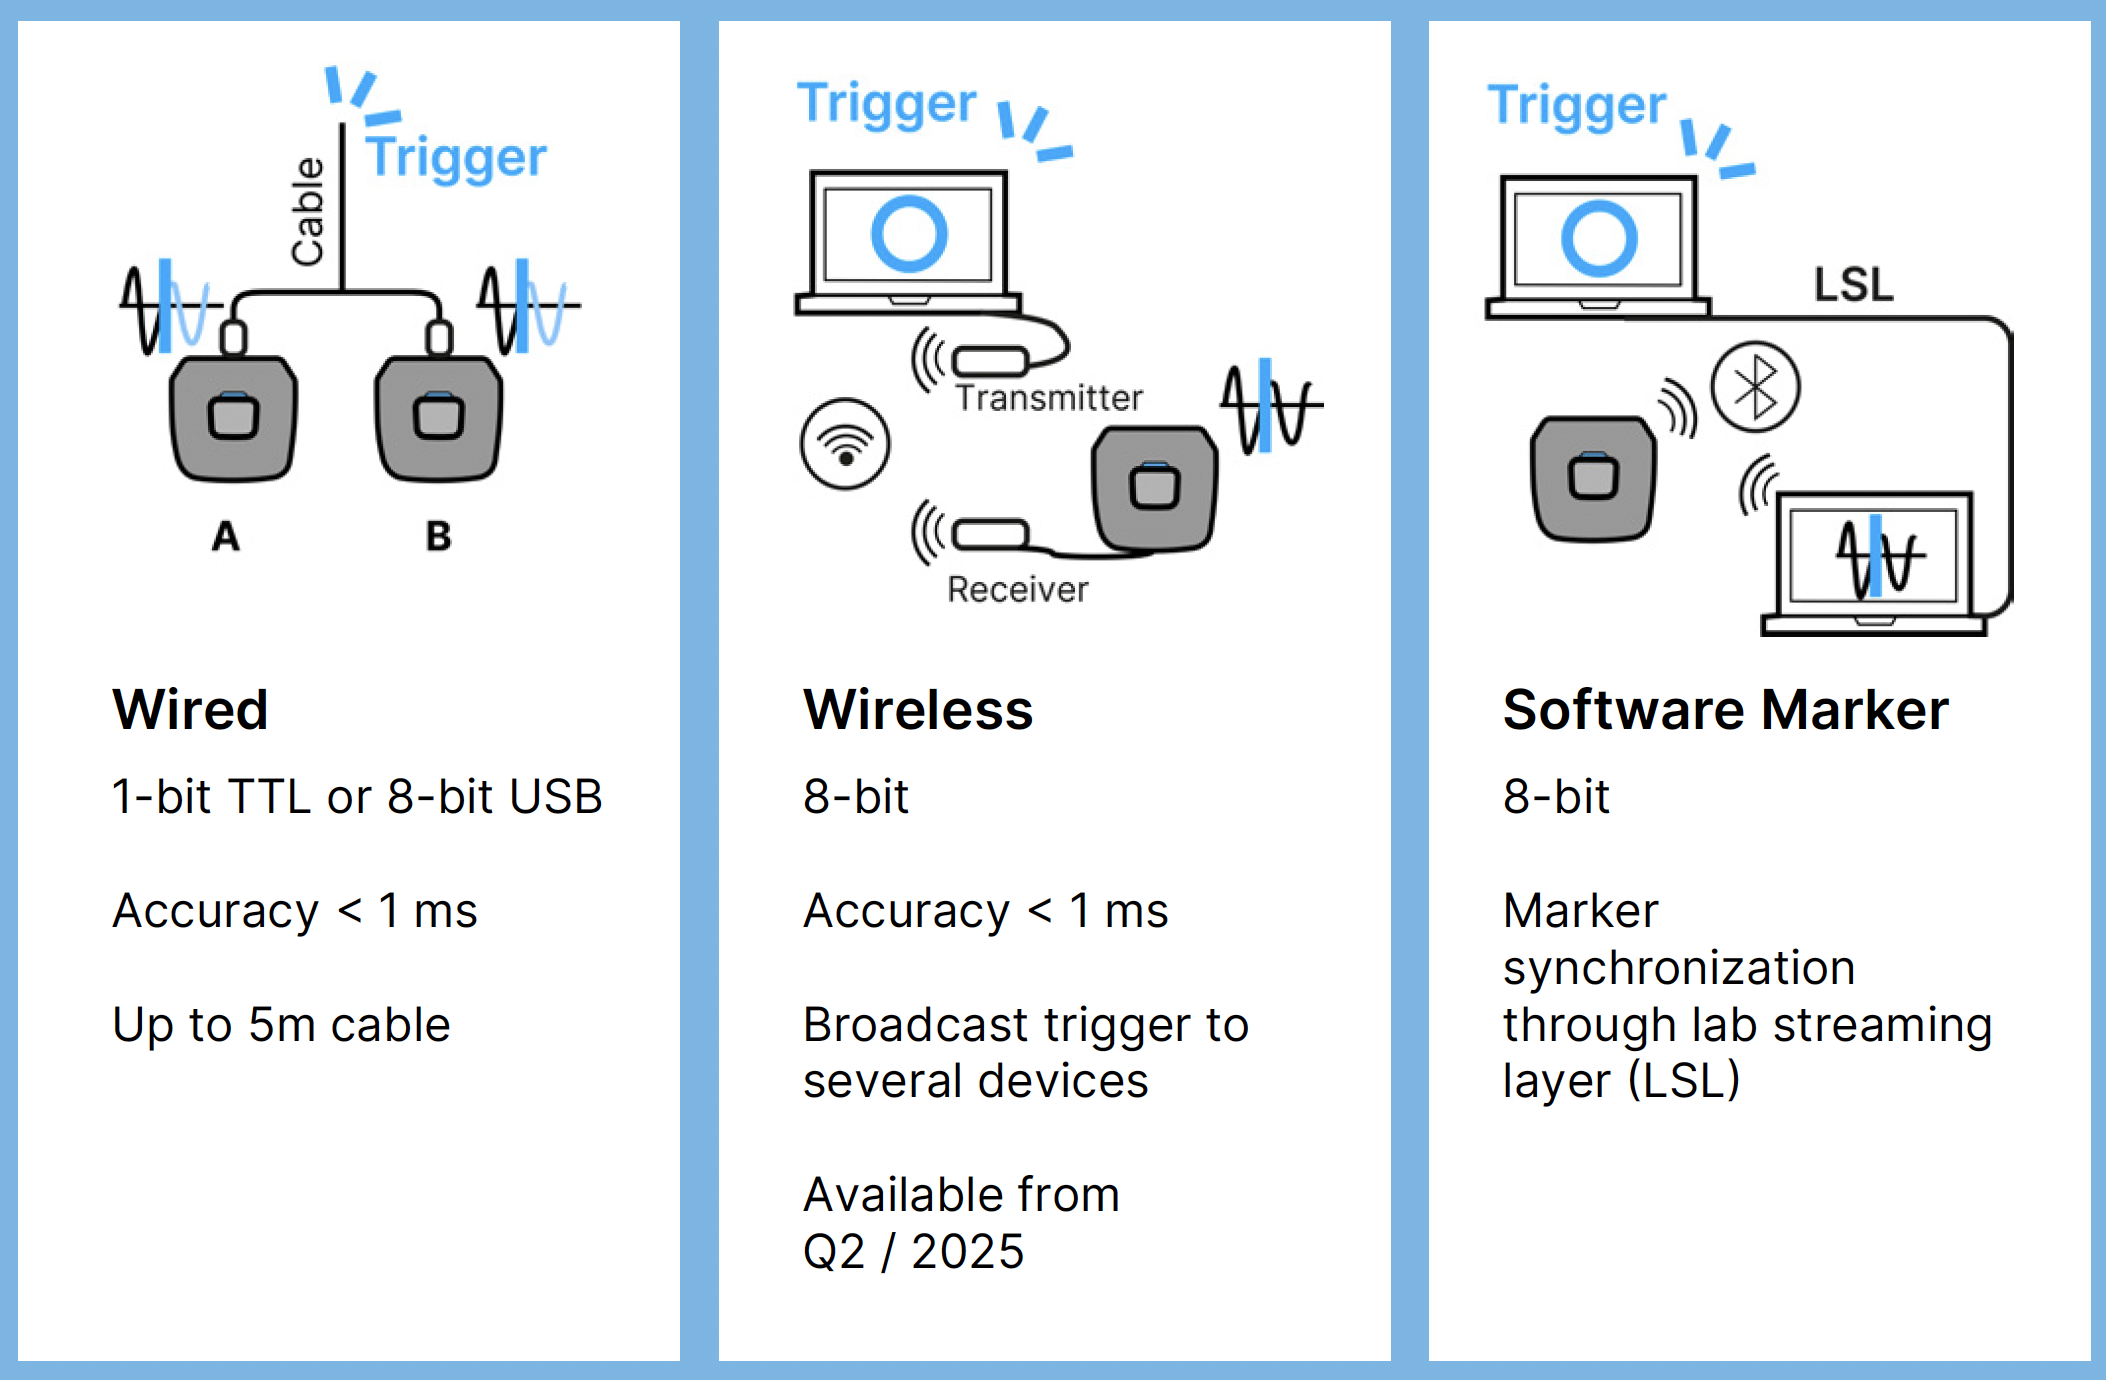 Trigger
Cable
A
B
Wired
1-bit TTL or 8-bit USB
Accuracy < 1 ms
Up to 5m cable
Trigger
Transmitter
Receiver
Wireless
8-bit
Accuracy < 1 ms
Broadcast trigger to
several devices
Available from
Q2 / 2025
Trigger
LSL
Software Marker
8-bit
Marker
synchronization
through lab streaming
layer (LSL)